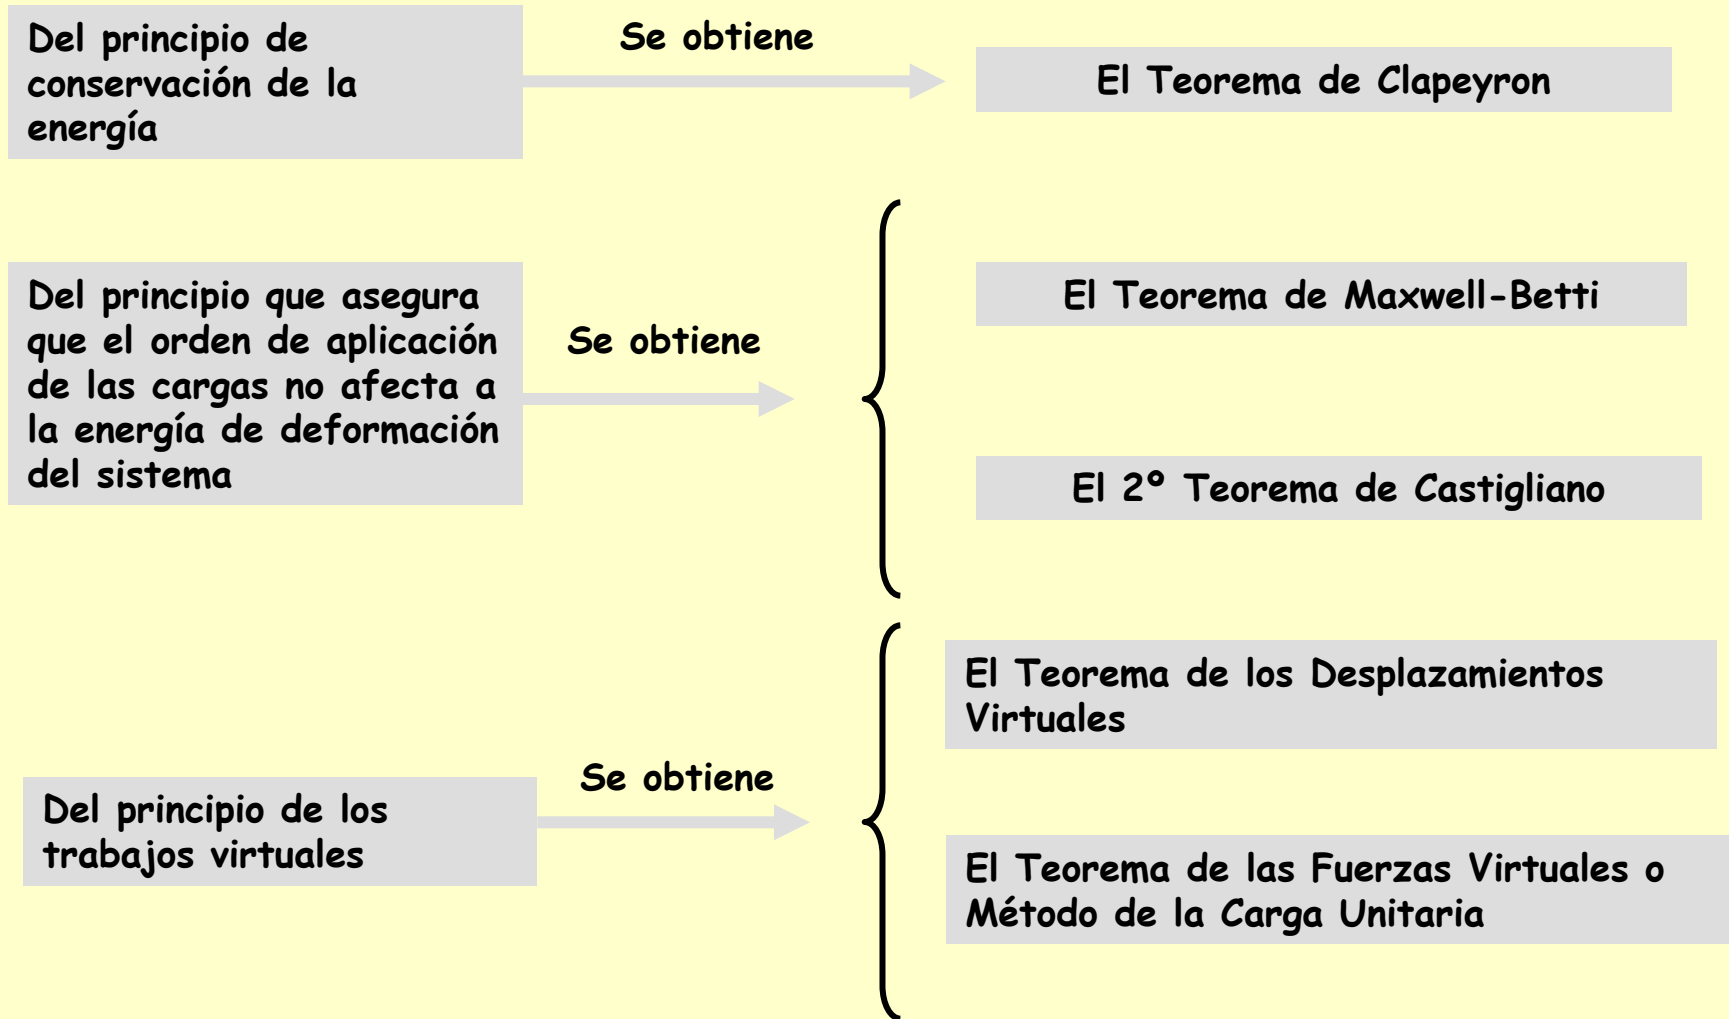 Del principio de
conservación de la
energía
Se obtiene
El Teorema de Clapeyron
Del principio que asegura
que el orden de aplicación
de las cargas no afecta a
la energía de deformación
del sistema
Se obtiene
El Teorema de Maxwell-Betti
El 2º Teorema de Castigliano
Del principio de los
trabajos virtuales
Se obtiene
El Teorema de los Desplazamientos
Virtuales
El Teorema de las Fuerzas Virtuales o
Método de la Carga Unitaria